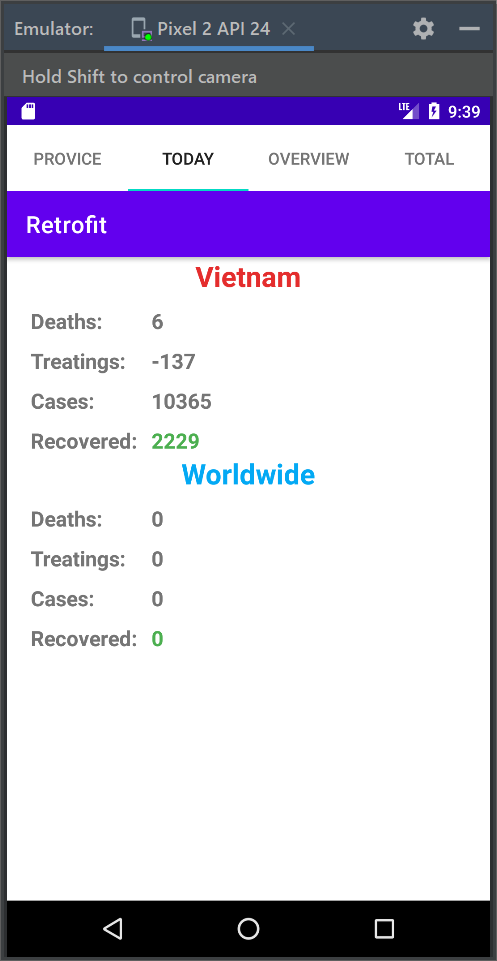 Emulator: Pixel 2 API 24
Hold Shift to control camera
LTE 9:39
PROVICE TODAY OVERVIEW TOTAL
Retrofit
Vietnam
Deaths: 6
Treatings: -137
Cases: 10365
Recovered: 2229
Worldwide
Deaths: 0
Treatings: 0
Cases: 0
Recovered: 0